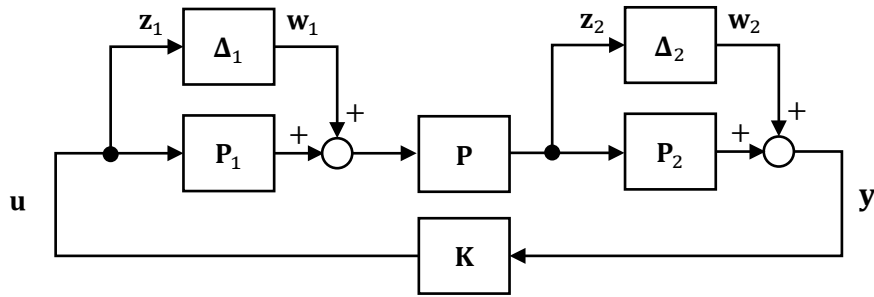 z₁ Δ₁ w₁ z₂ Δ₂ w₂
+ +
P₁ + P P₂ +
u y
K